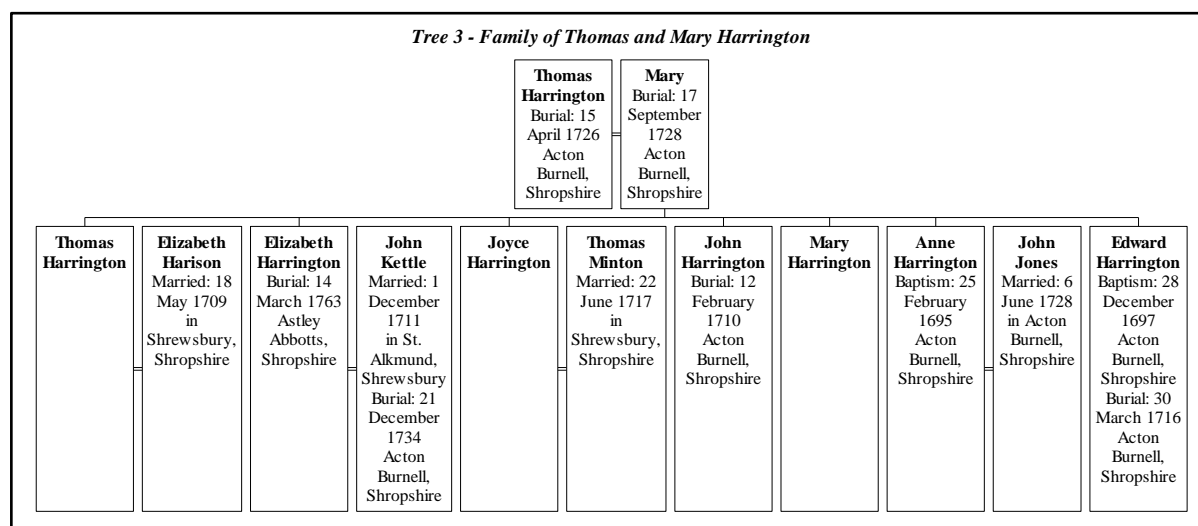 Tree 3 - Family of Thomas and Mary Harrington
Thomas
Harrington
Burial: 15
April 1726
Acton
Burnell,
Shropshire
Mary
Burial: 17
September
1728
Acton
Burnell,
Shropshire
Thomas
Harrington
Elizabeth
Harison
Married: 18
May 1709
in
Shrewsbury,
Shropshire
Elizabeth
Harrington
Burial: 14
March 1763
Astley
Abbotts,
Shropshire
John
Kettle
Married: 1
December
1711
in St.
Alkmund,
Shrewsbury
Burial: 21
December
1734
Acton
Burnell,
Shropshire
Joyce
Harrington
Thomas
Minton
Married: 22
June 1717
in
Shrewsbury,
Shropshire
John
Harrington
Burial: 12
February
1710
Acton
Burnell,
Shropshire
Mary
Harrington
Anne
Harrington
Baptism: 25
February
1695
Acton
Burnell,
Shropshire
John
Jones
Married: 6
June 1728
in Acton
Burnell,
Shropshire
Edward
Harrington
Baptism: 28
December
1697
Acton
Burnell,
Shropshire
Burial: 30
March 1716
Acton
Burnell,
Shropshire